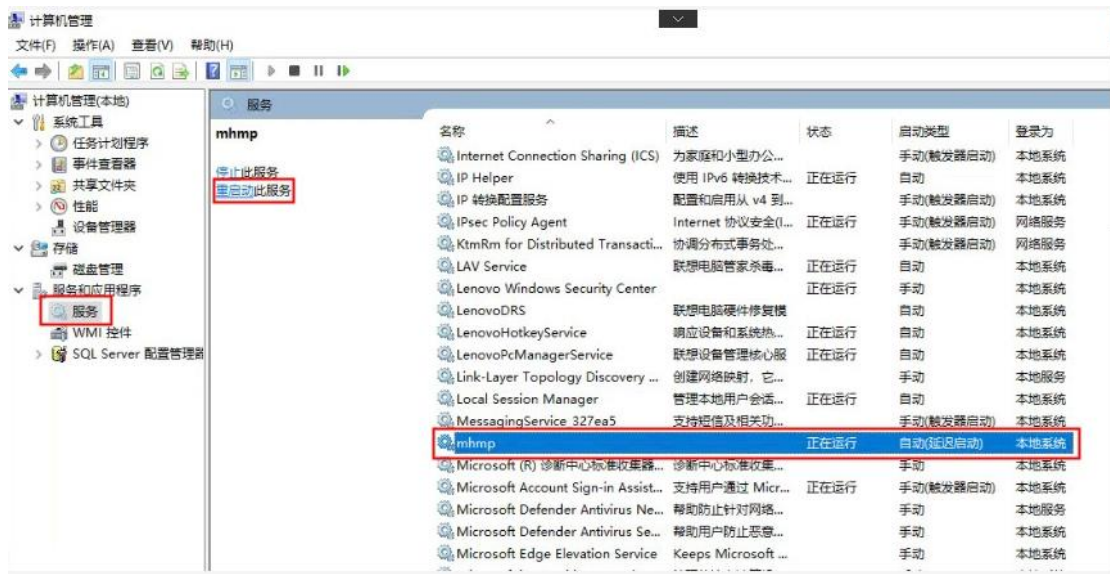 计算机管理
文件(F) 操作(A) 查看(V) 帮助(H)
计算机管理(本地)
系统工具
任务计划程序
事件查看器
共享文件夹
性能
设备管理器
存储
磁盘管理
服务和应用程序
服务
WMI 控件
SQL Server 配置管理器
服务
mhmp
停止此服务
重启动此服务
名称 描述 状态 启动类型 登录为
Internet Connection Sharing (ICS) 为家庭和小型办公... 手动(触发器启动) 本地系统
IP Helper 使用 IPv6 转换技术... 正在运行 自动 本地系统
IP 转换配置服务 配置和启用从 v4 到... 手动(触发器启动) 本地系统
IPsec Policy Agent Internet 协议安全(I... 正在运行 手动(触发器启动) 网络服务
KtmRm for Distributed Transacti... 协调分布式事务处... 手动(触发器启动) 网络服务
LAV Service 联想电脑管家杀毒... 正在运行 自动 本地系统
Lenovo Windows Security Center 正在运行 手动 本地系统
LenovoDRS 联想电脑硬件修复模 自动 本地系统
LenovoHotkeyService 响应设备和系统热... 正在运行 自动 本地系统
LenovoPcManagerService 联想设备管理核心服 正在运行 自动 本地系统
Link-Layer Topology Discovery ... 创建网络映射，它... 手动 本地服务
Local Session Manager 管理本地用户会话... 正在运行 自动 本地系统
MessagingService_327ea5 支持短信及相关功... 手动(触发器启动) 本地系统
mhmp 正在运行 自动(延迟启动) 本地系统
Microsoft (R) 诊断中心标准收集器... 诊断中心标准收集... 手动 本地系统
Microsoft Account Sign-in Assist... 支持用户通过 Micr... 正在运行 手动(触发器启动) 本地系统
Microsoft Defender Antivirus Ne... 帮助防止针对网络... 手动 本地服务
Microsoft Defender Antivirus Se... 帮助用户防止恶意... 手动 本地系统
Microsoft Edge Elevation Service Keeps Microsoft ... 手动 本地系统